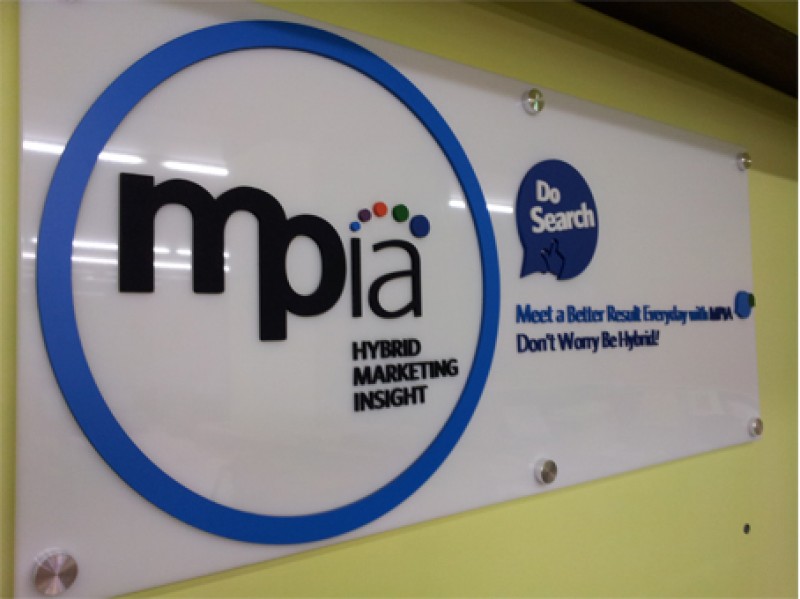 mpia
HYBRID
MARKETING
INSIGHT
Do
Search
Meet a Better Result Everyday with MPIA
Don't Worry Be Hybrid!